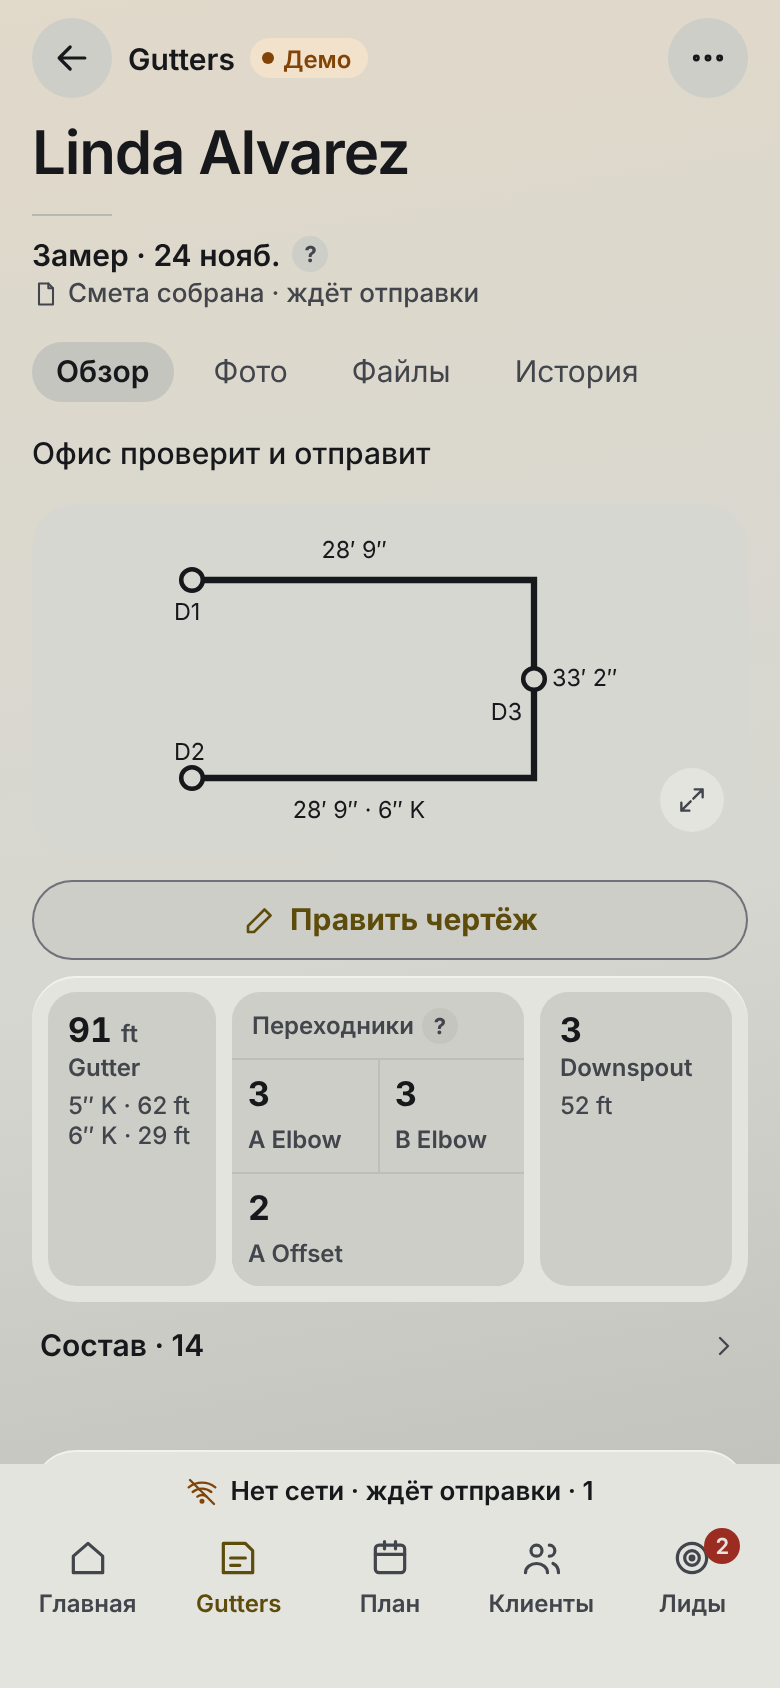 Gutters
Демо
Linda Alvarez
Замер · 24 нояб. ?
Смета собрана · ждёт отправки
Обзор Фото Файлы История
Офис проверит и отправит
28′ 9″
D1
33′ 2″
D3
D2
28′ 9″ · 6″ K
Править чертёж
91 ft
Gutter
5″ K · 62 ft
6″ K · 29 ft
Переходники ?
3
A Elbow
3
B Elbow
2
A Offset
3
Downspout
52 ft
Состав · 14
Нет сети · ждёт отправки · 1
2
Главная Gutters План Клиенты Лиды